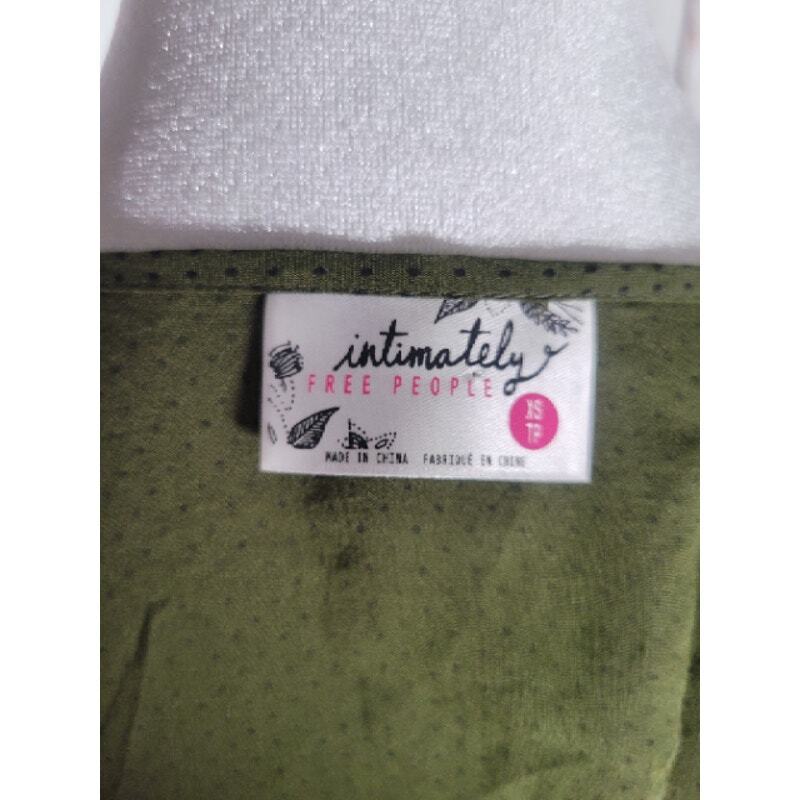 intimately
FREE PEOPLE
XS
TP
MADE IN CHINA FABRIQUÉ EN CHINE